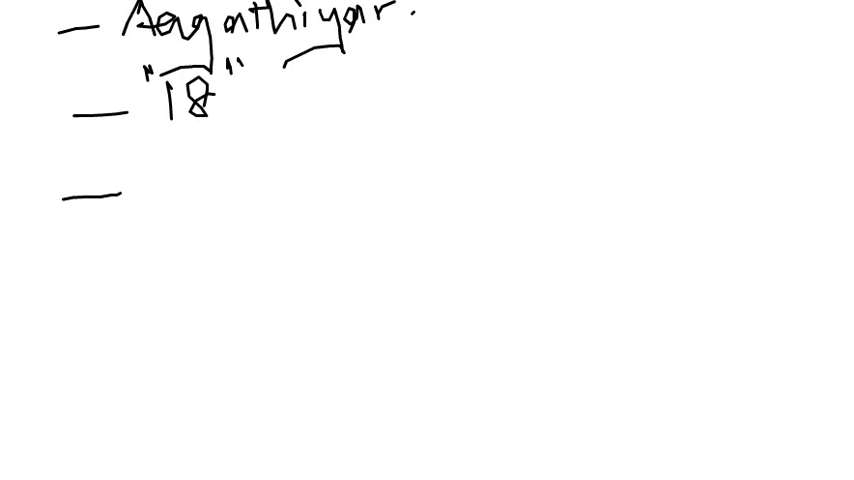 — Aagathiyar.
— "18"
—